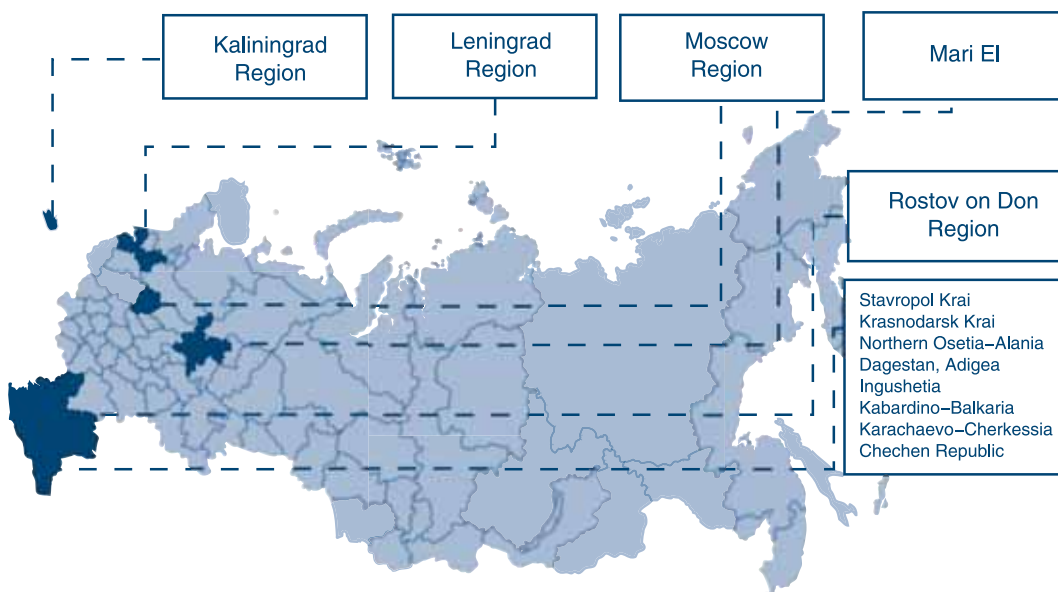 Kaliningrad
Region
Leningrad
Region
Moscow
Region
Mari El
Rostov on Don
Region
Stavropol Krai
Krasnodarsk Krai
Northern Osetia–Alania
Dagestan, Adigea
Ingushetia
Kabardino–Balkaria
Karachaevo–Cherkessia
Chechen Republic